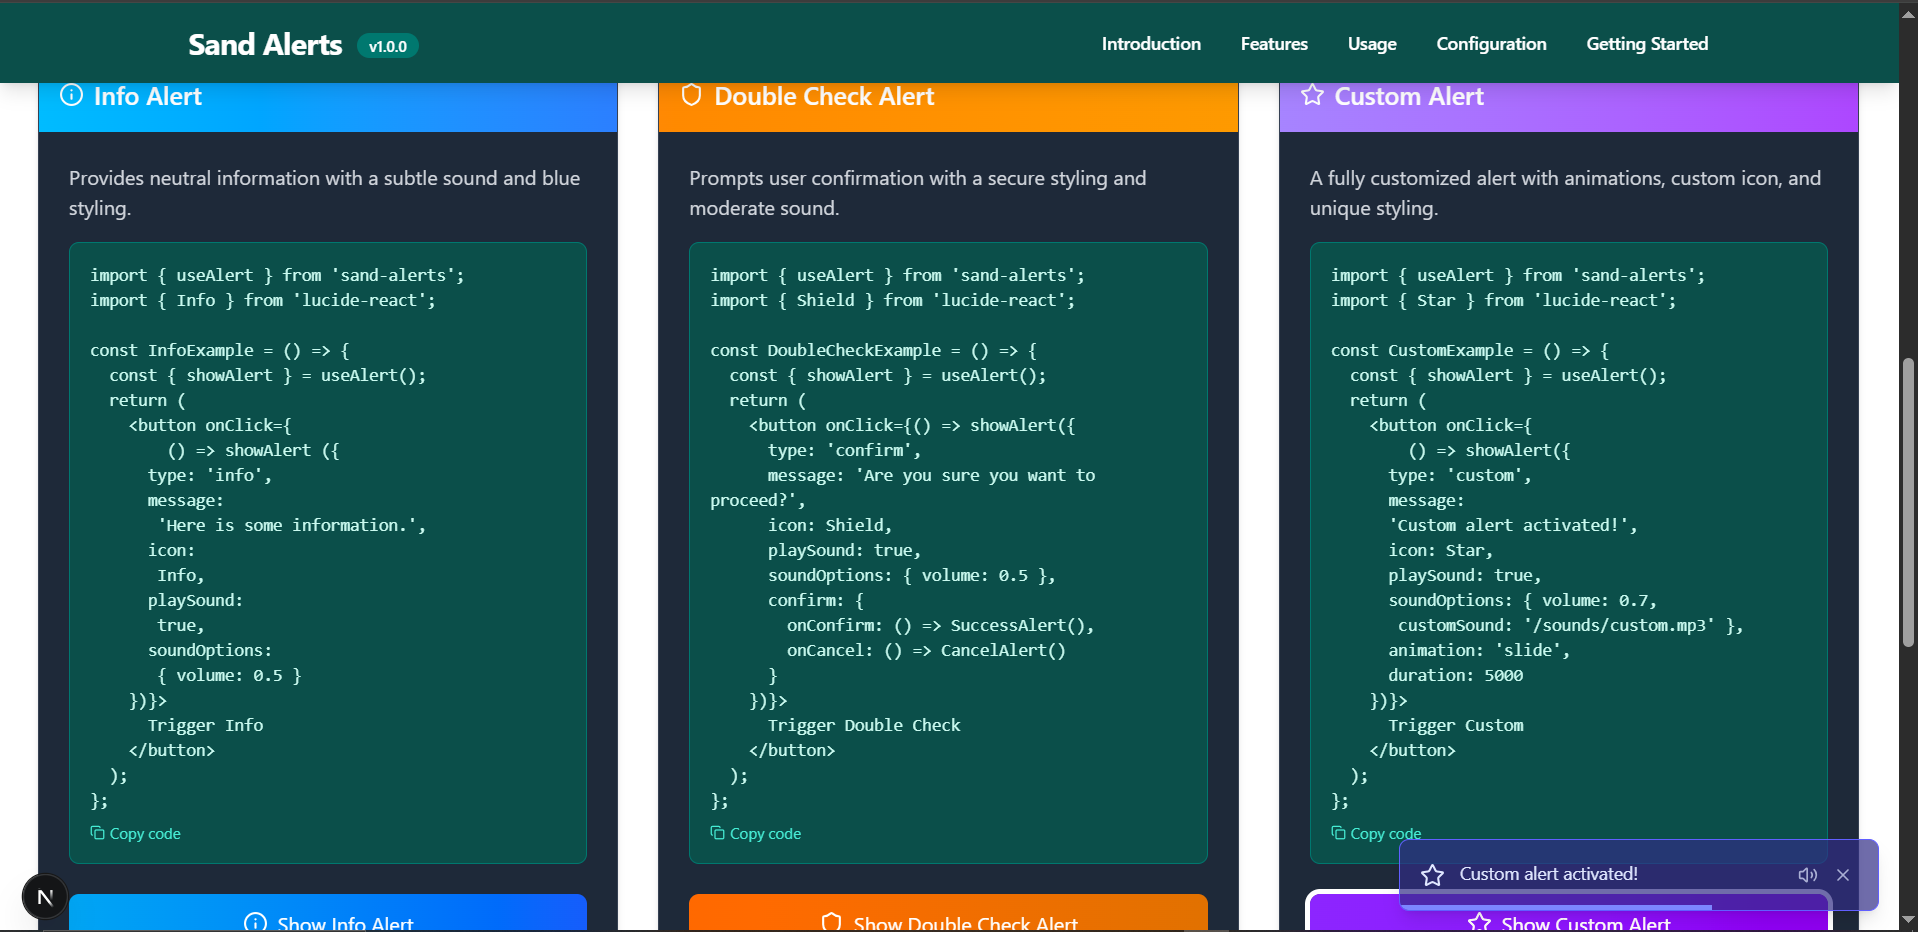 Sand Alerts v1.0.0 Introduction Features Usage Configuration Getting Started
Info Alert
Provides neutral information with a subtle sound and blue
styling.
import { useAlert } from 'sand-alerts';
import { Info } from 'lucide-react';
const InfoExample = () => {
const { showAlert } = useAlert();
return (
<button onClick={
() => showAlert ({
type: 'info',
message:
'Here is some information.',
icon:
Info,
playSound:
true,
soundOptions:
{ volume: 0.5 }
})}>
Trigger Info
</button>
);
};
Copy code
Show Info Alert
Double Check Alert
Prompts user confirmation with a secure styling and
moderate sound.
import { useAlert } from 'sand-alerts';
import { Shield } from 'lucide-react';
const DoubleCheckExample = () => {
const { showAlert } = useAlert();
return (
<button onClick={() => showAlert({
type: 'confirm',
message: 'Are you sure you want to
proceed?',
icon: Shield,
playSound: true,
soundOptions: { volume: 0.5 },
confirm: {
onConfirm: () => SuccessAlert(),
onCancel: () => CancelAlert()
}
})}>
Trigger Double Check
</button>
);
};
Copy code
Show Double Check Alert
Custom Alert
A fully customized alert with animations, custom icon, and
unique styling.
import { useAlert } from 'sand-alerts';
import { Star } from 'lucide-react';
const CustomExample = () => {
const { showAlert } = useAlert();
return (
<button onClick={
() => showAlert({
type: 'custom',
message:
'Custom alert activated!',
icon: Star,
playSound: true,
soundOptions: { volume: 0.7,
customSound: '/sounds/custom.mp3' },
animation: 'slide',
duration: 5000
})}>
Trigger Custom
</button>
);
};
Copy code
Custom alert activated!
Show Custom Alert
N